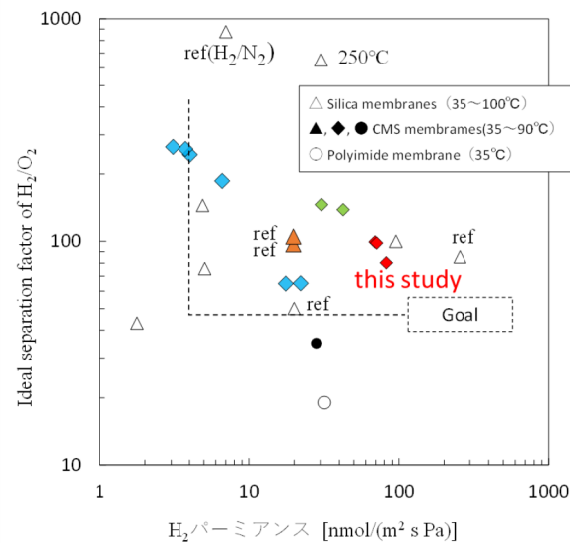 1000
ref(H₂/N₂)
250℃
△ Silica membranes（35～100℃）
▲, ◆, ● CMS membrames(35～90℃)
○ Polyimide membrane（35℃）
Ideal separation factor of H₂/O₂
100
ref
ref
ref
this study
ref
Goal
10
1
10
100
1000
H₂パーミアンス [nmol/(m² s Pa)]